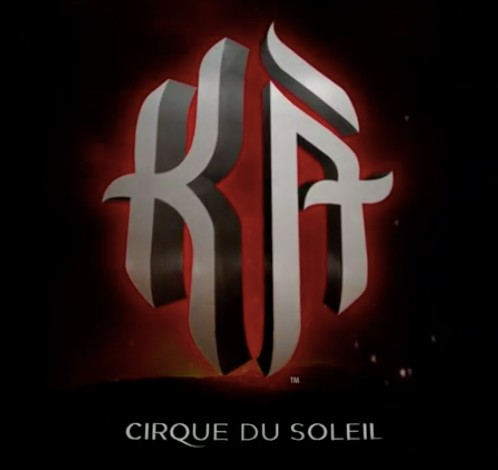 KÀ
™
CIRQUE DU SOLEIL